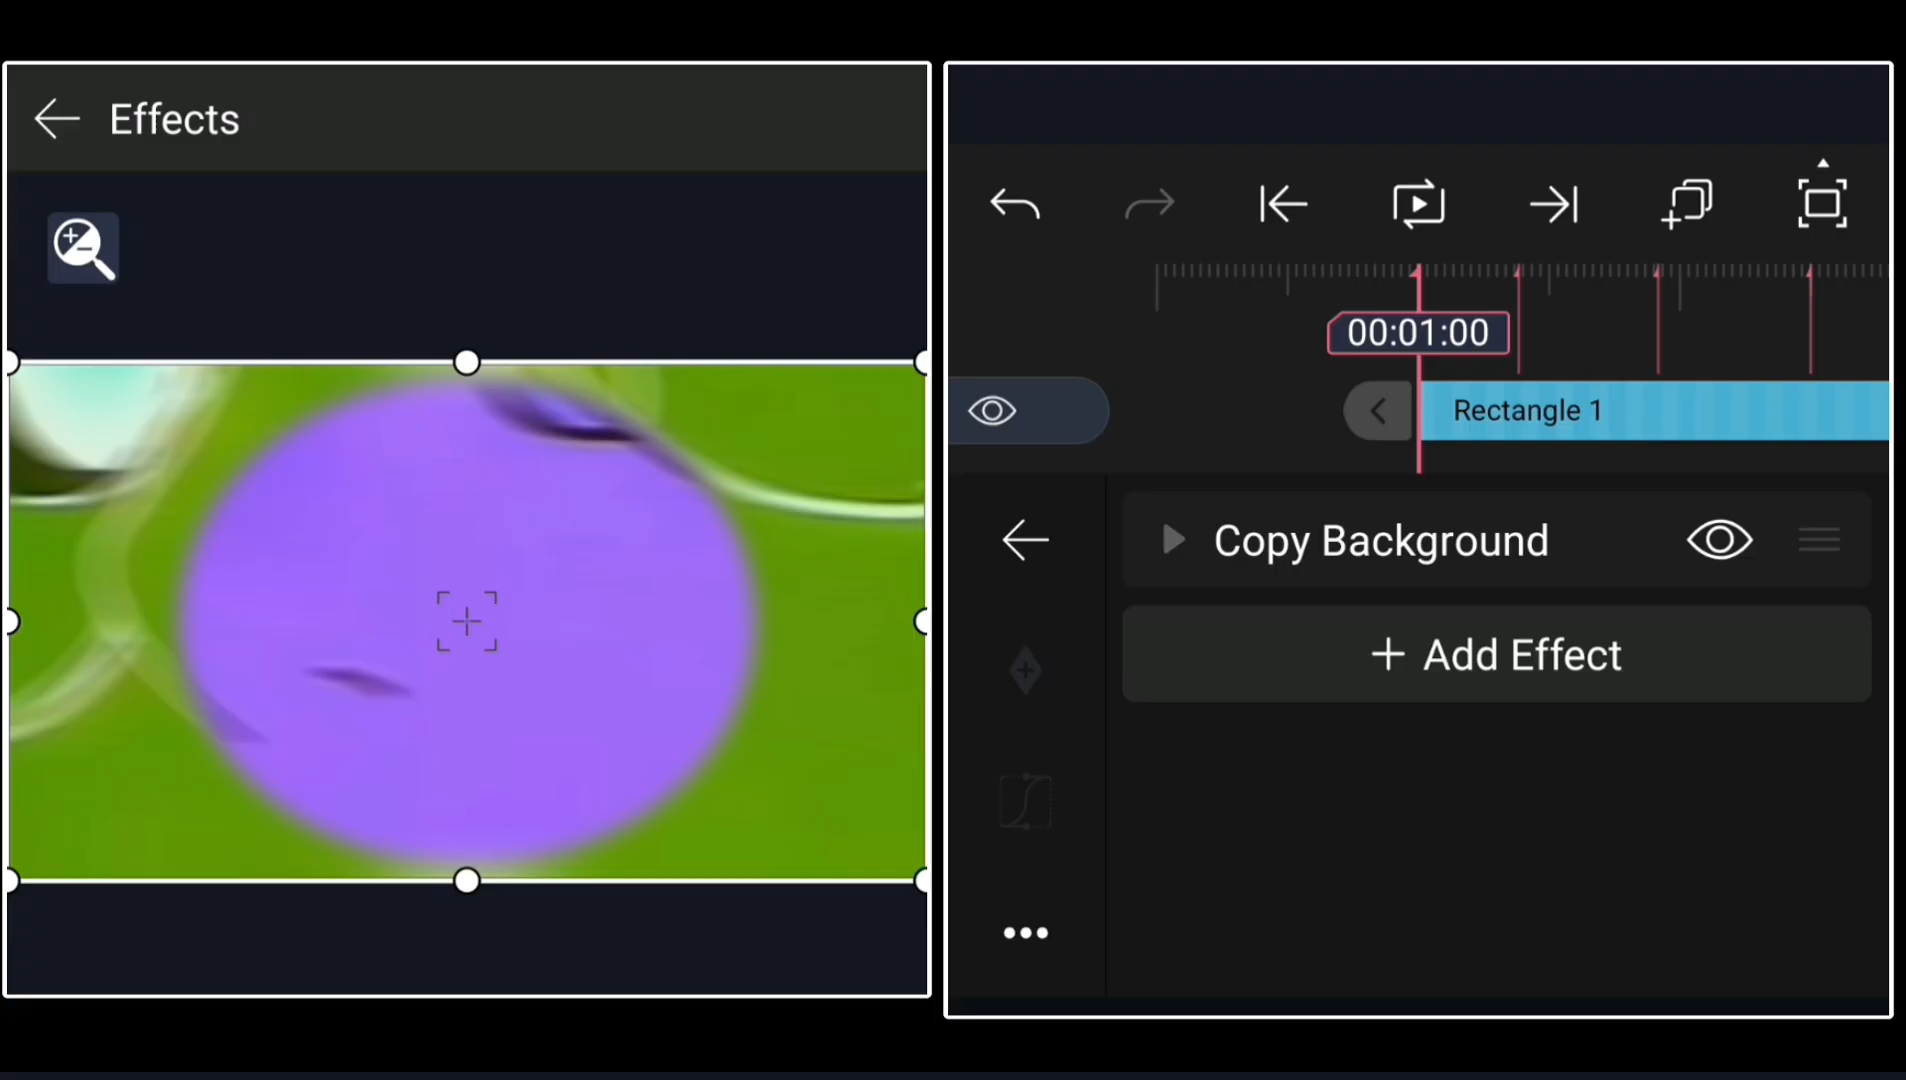 Effects
00:01:00
Rectangle 1
Copy Background
+ Add Effect